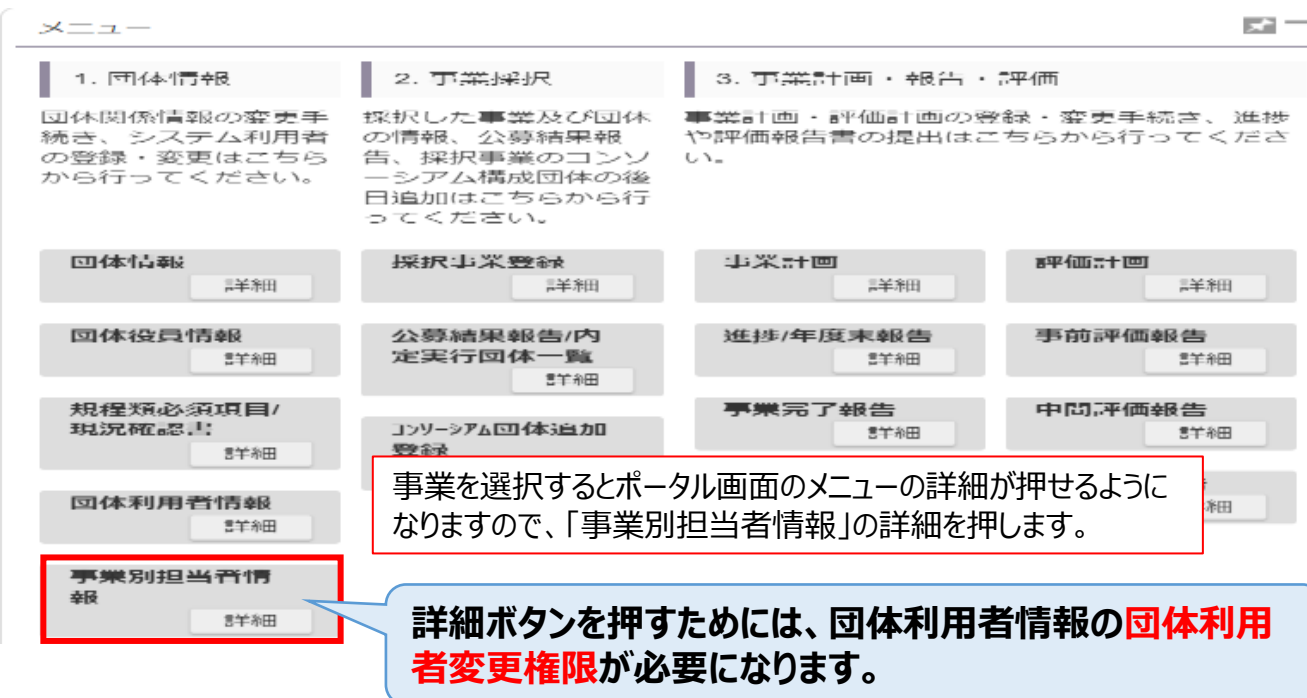 メニュー
1. 団体情報
団体関係情報の変更手
続き、システム利用者
の登録・変更はこちら
から行ってください。
2. 事業採択
採択した事業及び団体
の情報、公募結果報
告、採択事業のコンソ
ーシアム構成団体の後
日追加はこちらから行
ってください。
3. 事業計画・報告・評価
事業計画・評価計画の登録・変更手続き、進捗
や評価報告書の提出はこちらから行ってくださ
い。
団体情報
詳細
団体役員情報
詳細
規程類必須項目/
現況確認書
詳細
団体利用者情報
詳細
事業別担当者情
報
詳細
採択事業登録
詳細
公募結果報告/内
定実行団体一覧
詳細
コンソーシアム団体追加
登録
事業計画
詳細
進捗/年度末報告
詳細
事業完了報告
詳細
評価計画
詳細
事前評価報告
詳細
中間評価報告
詳細
事業を選択するとポータル画面のメニューの詳細が押せるように
なりますので、「事業別担当者情報」の詳細を押します。
詳細ボタンを押すためには、団体利用者情報の団体利用
者変更権限が必要になります。